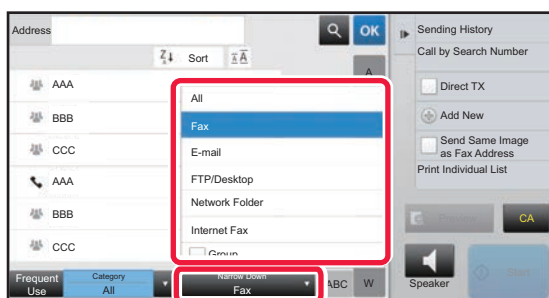 Address
OK
Sending History
Sort
Call by Search Number
A
AAA
All
Direct TX
BBB
Fax
Add New
CCC
E-mail
Send Same Image
as Fax Address
AAA
FTP/Desktop
Print Individual List
Network Folder
BBB
Internet Fax
Preview
CA
CCC
Group
Frequent
Use
Category
All
Narrow Down
Fax
ABC
W
Speaker
Start